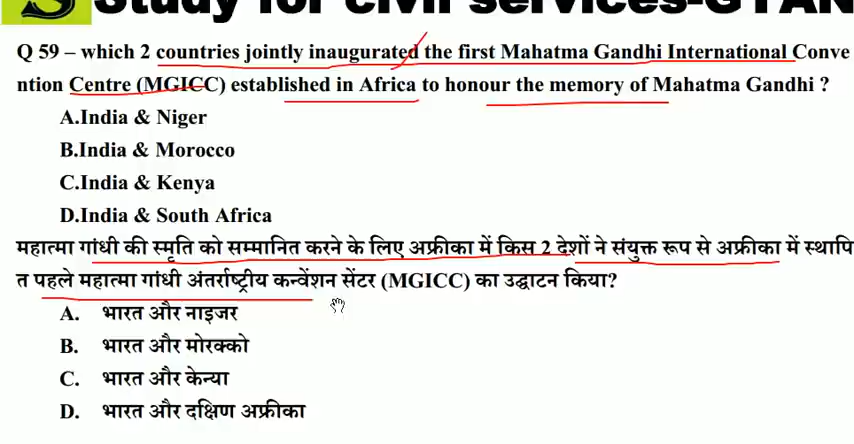 Study for civil services-GYAN
Q 59 – which 2 countries jointly inaugurated the first Mahatma Gandhi International Conve
ntion Centre (MGICC) established in Africa to honour the memory of Mahatma Gandhi ?
A.India & Niger
B.India & Morocco
C.India & Kenya
D.India & South Africa
महात्मा गांधी की स्मृति को सम्मानित करने के लिए अफ्रीका में किस 2 देशों ने संयुक्त रूप से अफ्रीका में स्थापि
त पहले महात्मा गांधी अंतर्राष्ट्रीय कन्वेंशन सेंटर (MGICC) का उद्घाटन किया?
A. भारत और नाइजर
B. भारत और मोरक्को
C. भारत और केन्या
D. भारत और दक्षिण अफ्रीका